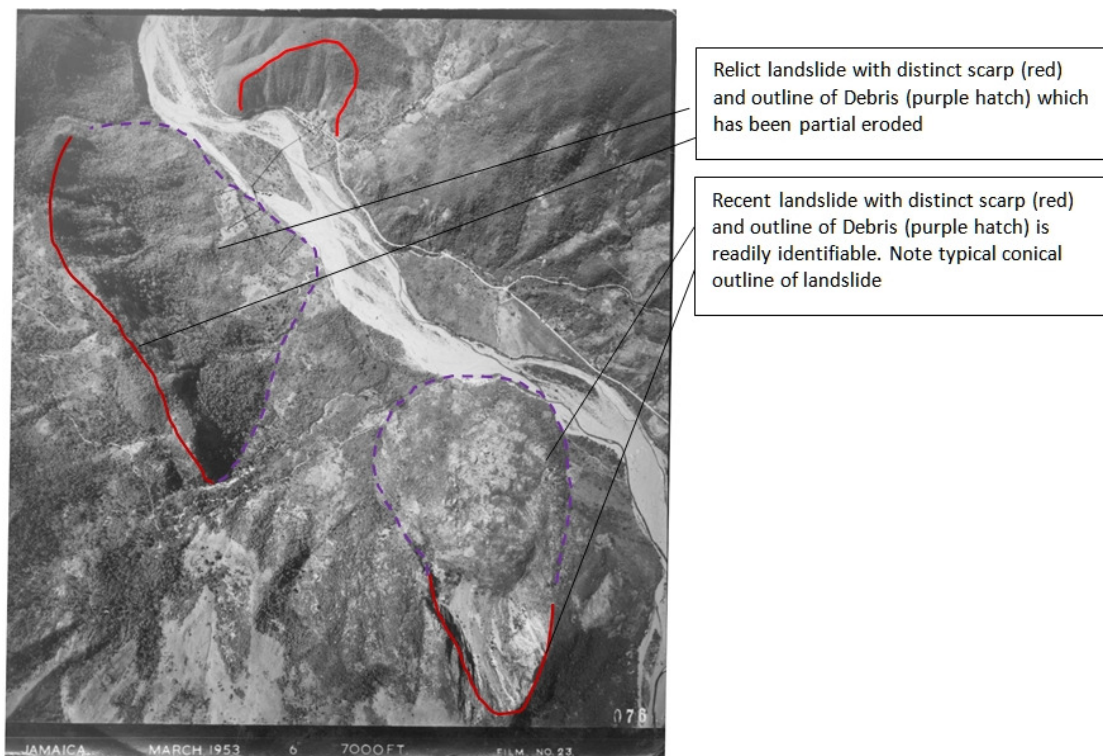 Relict landslide with distinct scarp (red)
and outline of Debris (purple hatch) which
has been partial eroded
Recent landslide with distinct scarp (red)
and outline of Debris (purple hatch) is
readily identifiable. Note typical conical
outline of landslide
076
JAMAICA. MARCH 1953 6 7000 FT. FILM NO. 23